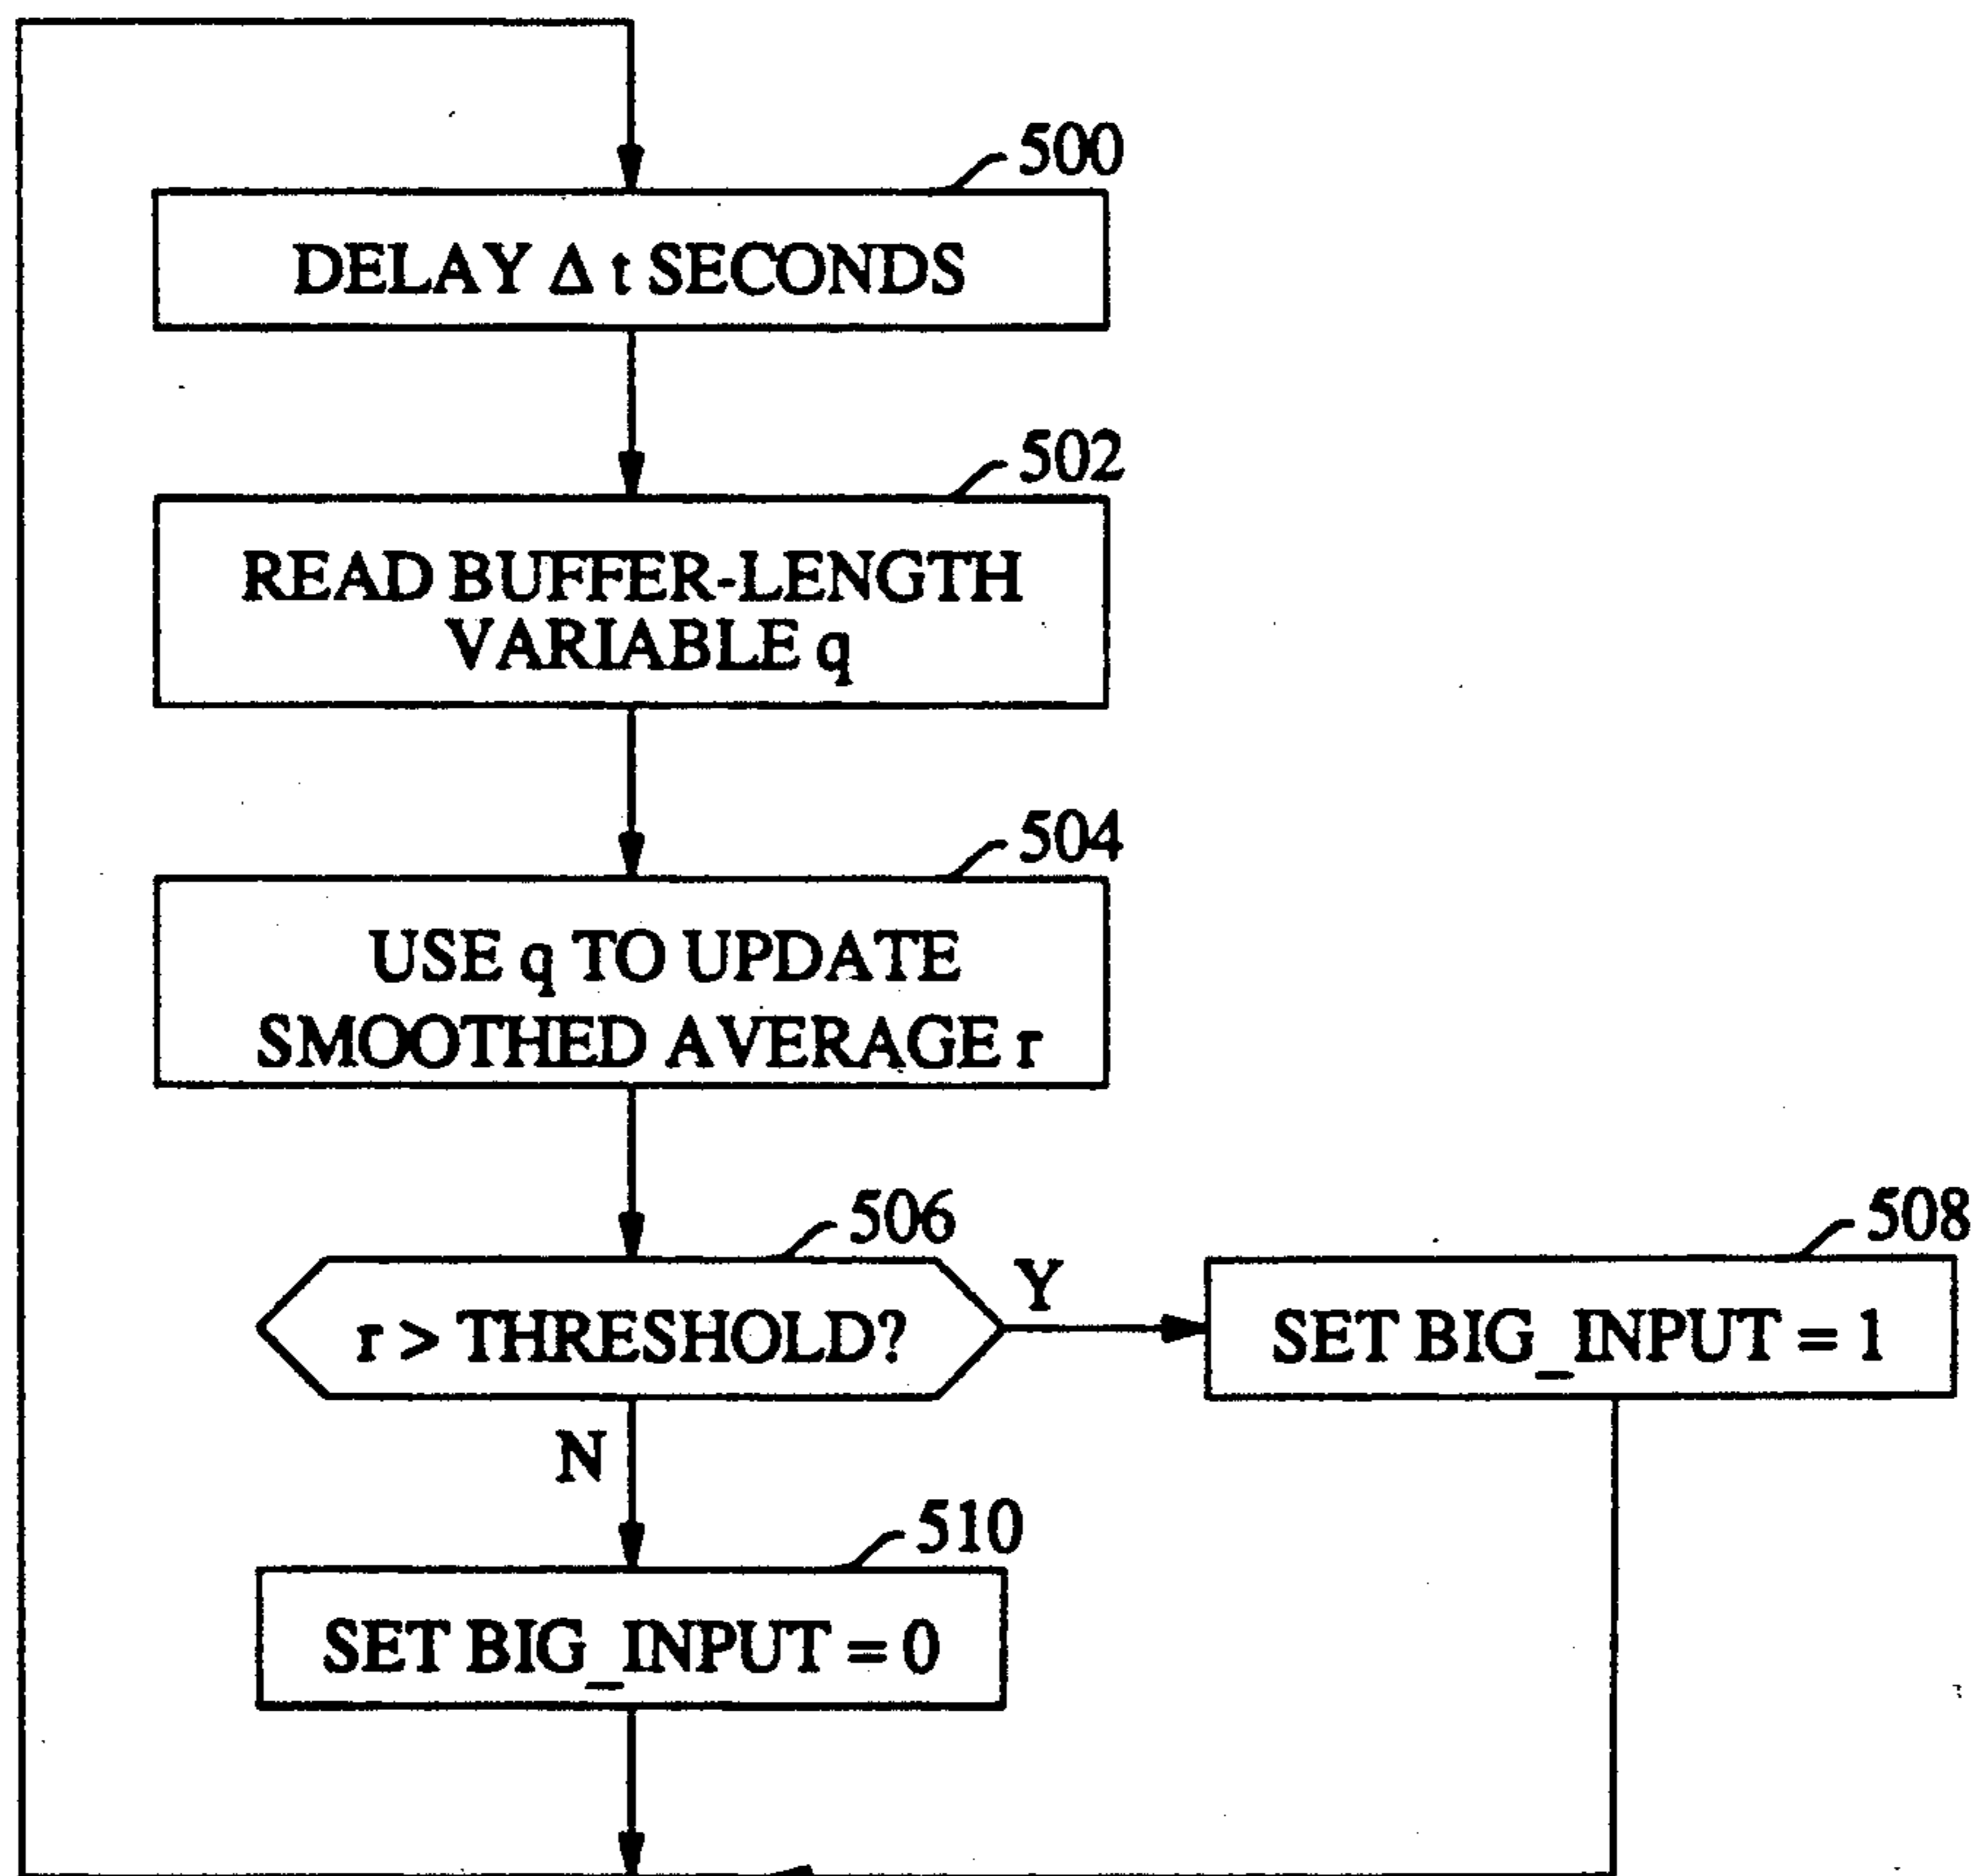 500
DELAY Δ t SECONDS
502
READ BUFFER-LENGTH
VARIABLE q
504
USE q TO UPDATE
SMOOTHED AVERAGE r
506
r > THRESHOLD?
Y
508
SET BIG_INPUT = 1
N
510
SET BIG_INPUT = 0